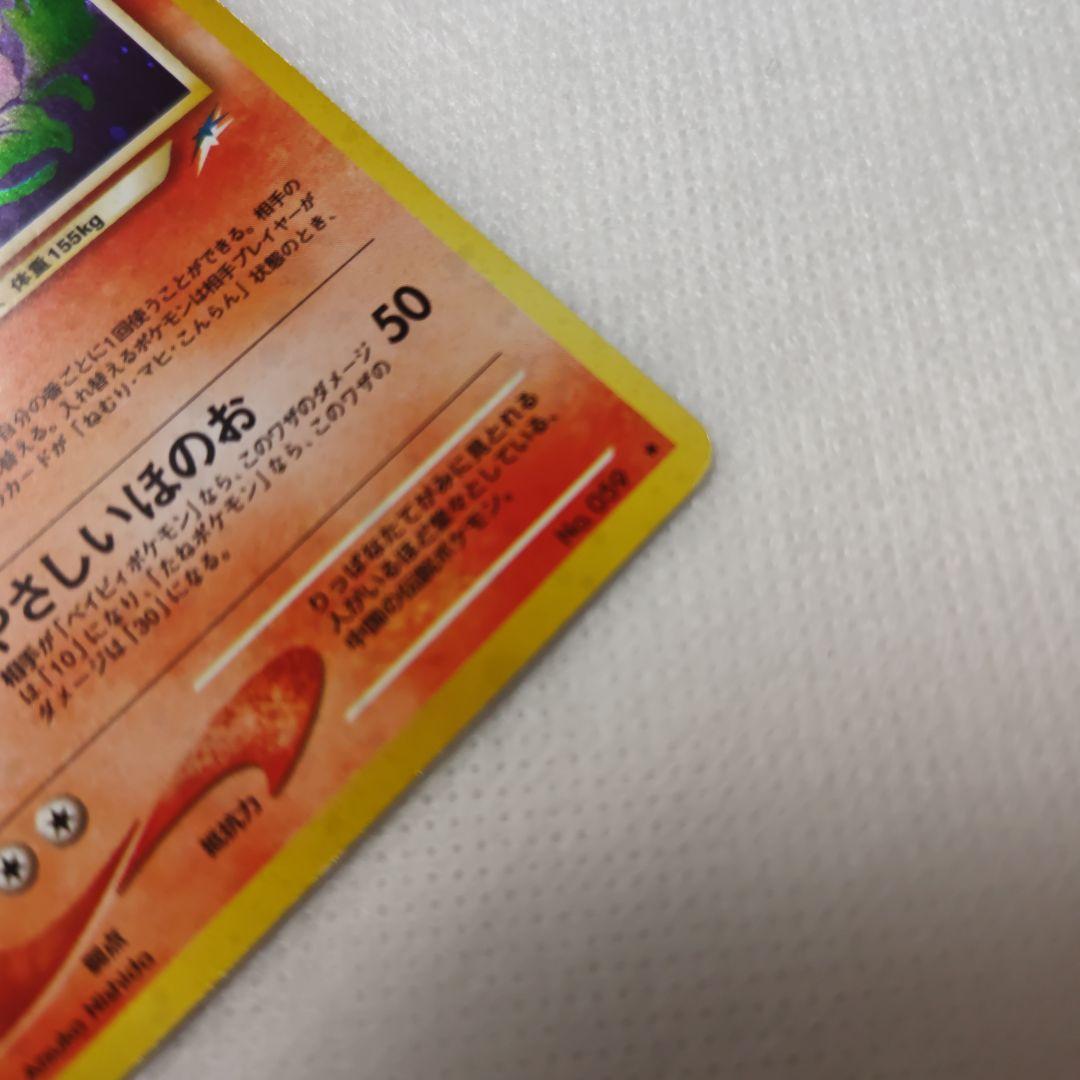 体重155kg
自分の番ごとに1回使うことができる。相手の
替える。入れ替えるポケモンは相手プレイヤーが
カードが「ねむり・マヒ・こんらん」状態のとき、
やさしいほのお 50
相手が「ベイビィポケモン」なら、このワザのダメージ
は「10」になり、「たねポケモン」なら、このワザの
ダメージは「30」になる。
りっぱなたてがみに見とれる
人がいるほど堂々としている、
中国の伝説ポケモン。
No. 059
抵抗力
弱点
Atsuko Nishida